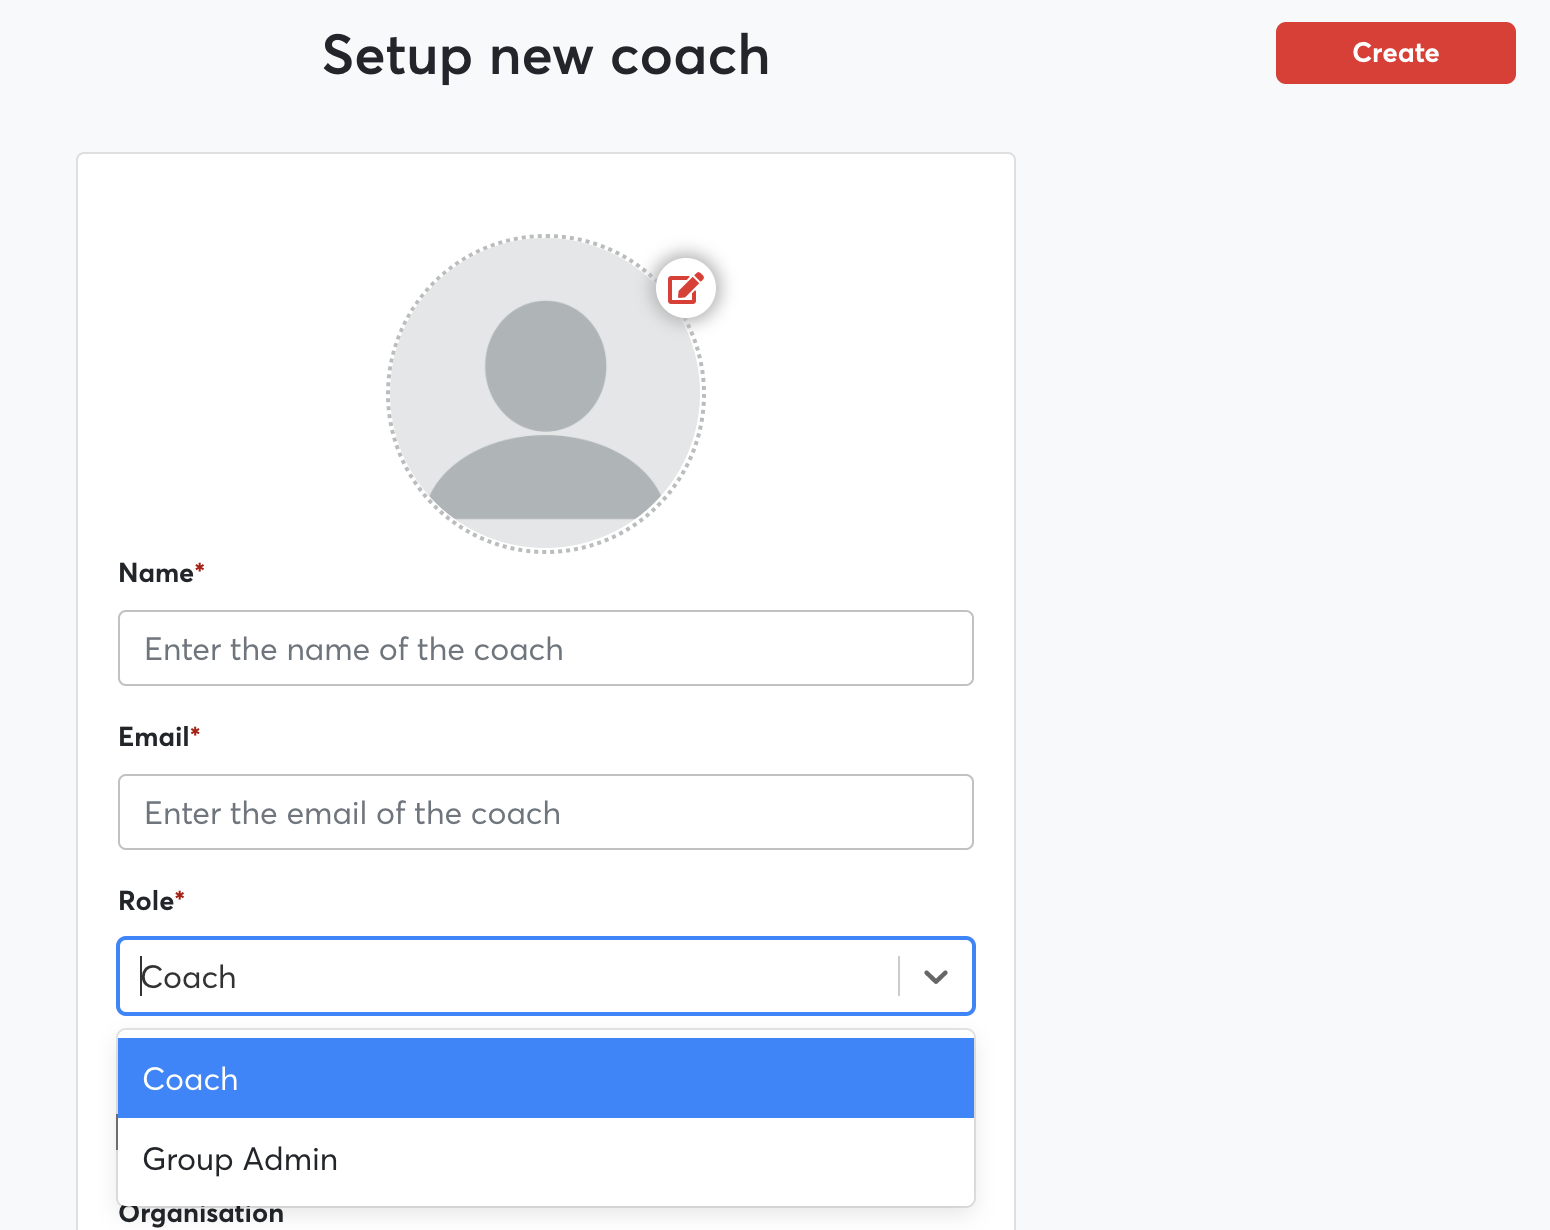 Setup new coach
Create
Name*
Enter the name of the coach
Email*
Enter the email of the coach
Role*
Coach
Coach
Group Admin
Organisation